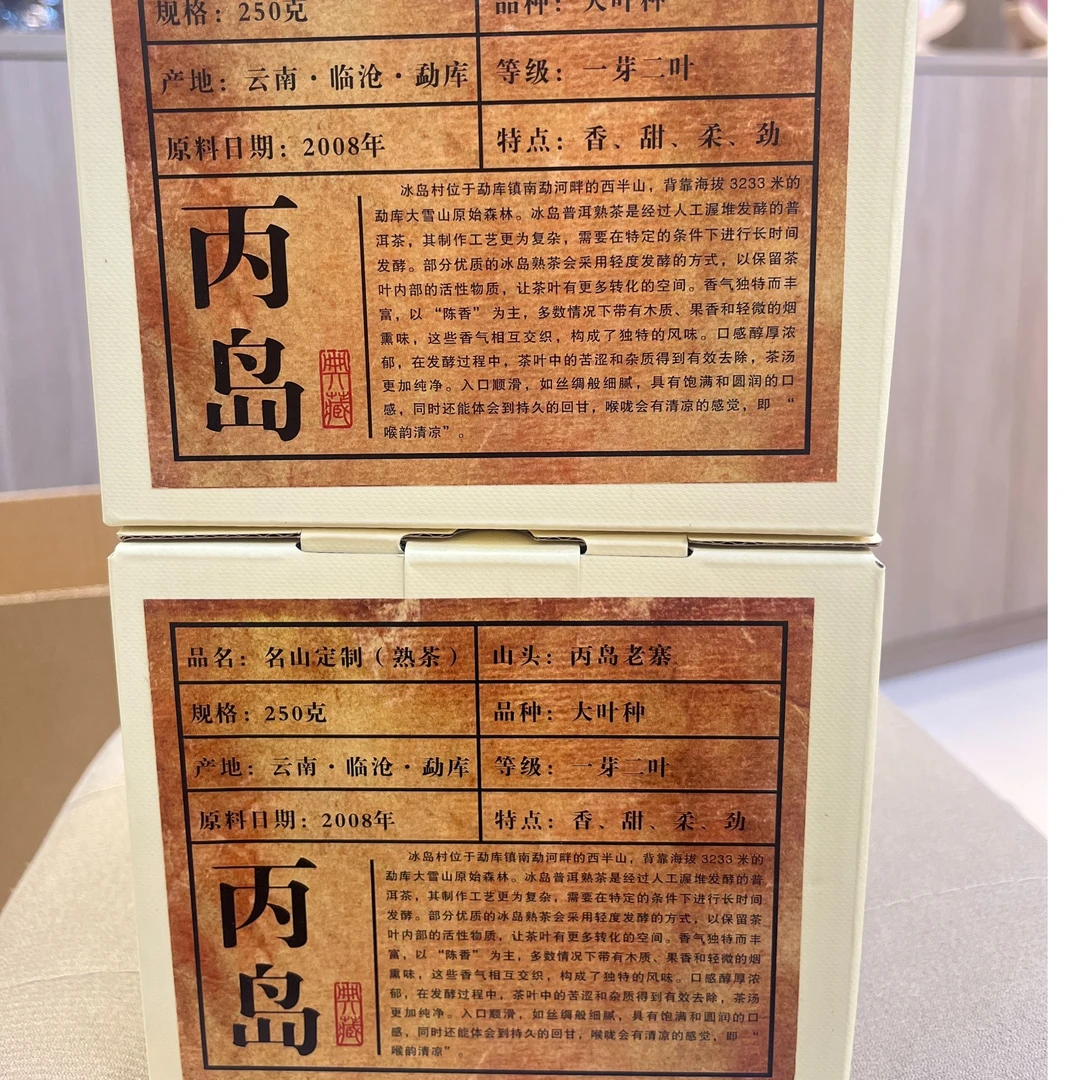 规格：250克
品种：大叶种
产地：云南·临沧·勐库
等级：一芽二叶
原料日期：2008年
特点：香、甜、柔、劲
丙岛
典藏
冰岛村位于勐库镇南勐河畔的西半山，背靠海拔 3233 米的
勐库大雪山原始森林。冰岛普洱熟茶是经过人工渥堆发酵的普
洱茶，其制作工艺更为复杂，需要在特定的条件下进行长时间
发酵。部分优质的冰岛熟茶会采用轻度发酵的方式，以保留茶
叶内部的活性物质，让茶叶有更多转化的空间。香气独特而丰
富，以“陈香”为主，多数情况下带有木质、果香和轻微的烟
熏味，这些香气相互交织，构成了独特的风味。口感醇厚浓
郁，在发酵过程中，茶叶中的苦涩和杂质得到有效去除，茶汤
更加纯净。入口顺滑，如丝绸般细腻，具有饱满和圆润的口
感，同时还能体会到持久的回甘，喉咙会有清凉的感觉，即“
喉韵清凉”。
品名：名山定制（熟茶）
山头：丙岛老寨
规格：250克
品种：大叶种
产地：云南·临沧·勐库
等级：一芽二叶
原料日期：2008年
特点：香、甜、柔、劲
丙岛
典藏
冰岛村位于勐库镇南勐河畔的西半山，背靠海拔 3233 米的
勐库大雪山原始森林。冰岛普洱熟茶是经过人工渥堆发酵的普
洱茶，其制作工艺更为复杂，需要在特定的条件下进行长时间
发酵。部分优质的冰岛熟茶会采用轻度发酵的方式，以保留茶
叶内部的活性物质，让茶叶有更多转化的空间。香气独特而丰
富，以“陈香”为主，多数情况下带有木质、果香和轻微的烟
熏味，这些香气相互交织，构成了独特的风味。口感醇厚浓
郁，在发酵过程中，茶叶中的苦涩和杂质得到有效去除，茶汤
更加纯净。入口顺滑，如丝绸般细腻，具有饱满和圆润的口
感，同时还能体会到持久的回甘，喉咙会有清凉的感觉，即“
喉韵清凉”。